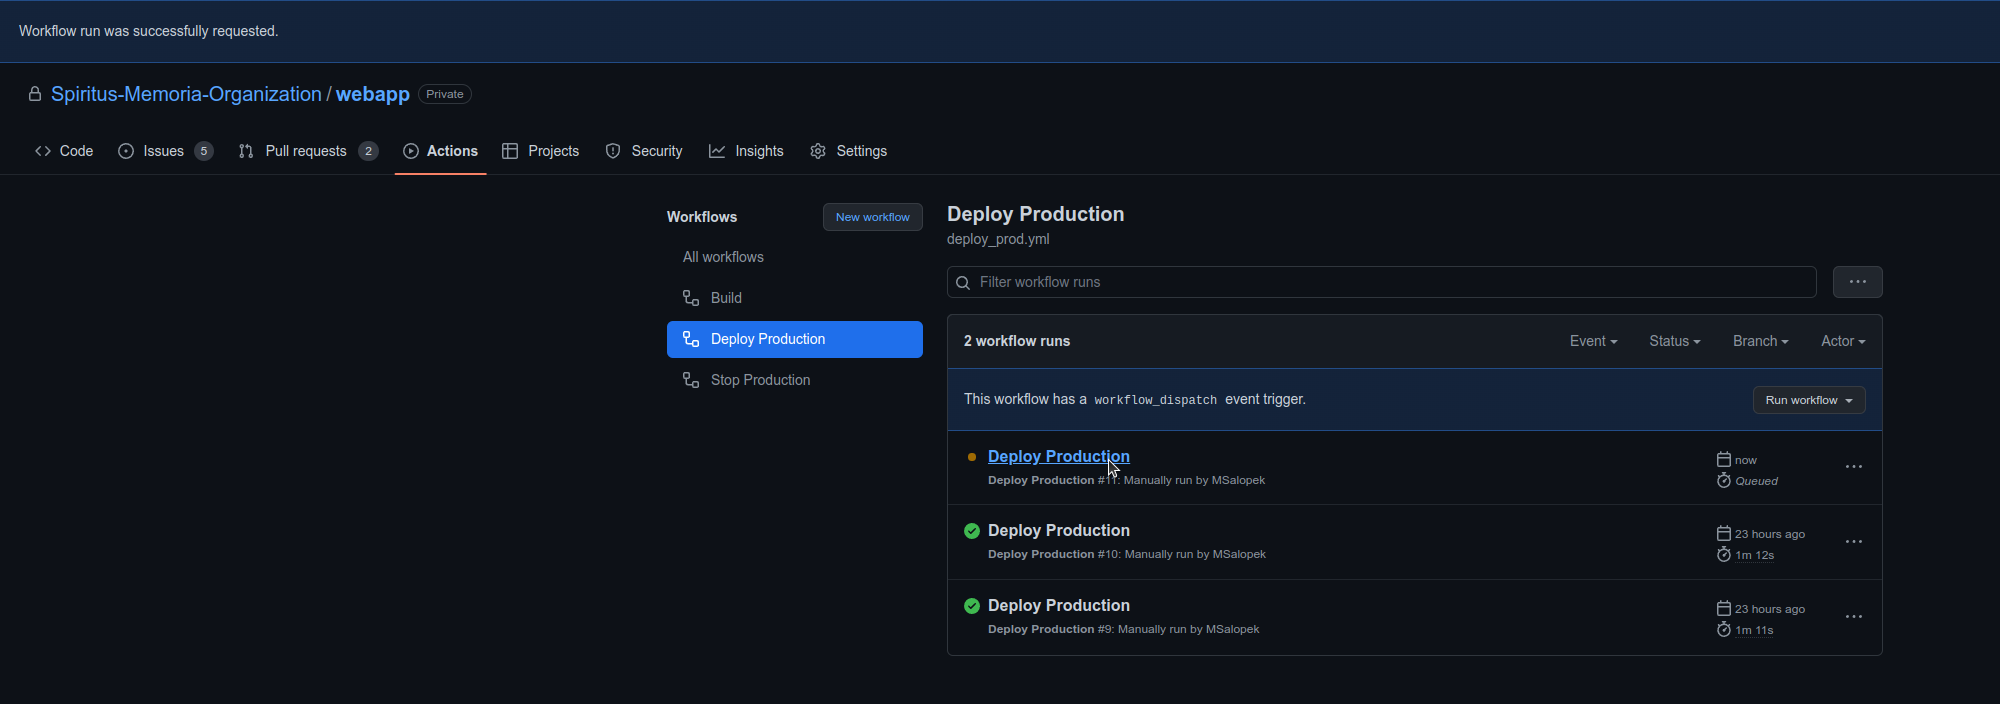 Workflow run was successfully requested.
Spiritus-Memoria-Organization / webapp Private
Code Issues 5 Pull requests 2 Actions Projects Security Insights Settings
Workflows New workflow
All workflows
Build
Deploy Production
Stop Production
Deploy Production
deploy_prod.yml
Filter workflow runs
2 workflow runs Event Status Branch Actor
This workflow has a workflow_dispatch event trigger. Run workflow
Deploy Production
now
Deploy Production #11: Manually run by MSalopek
Queued
Deploy Production
23 hours ago
Deploy Production #10: Manually run by MSalopek
1m 12s
Deploy Production
23 hours ago
Deploy Production #9: Manually run by MSalopek
1m 11s